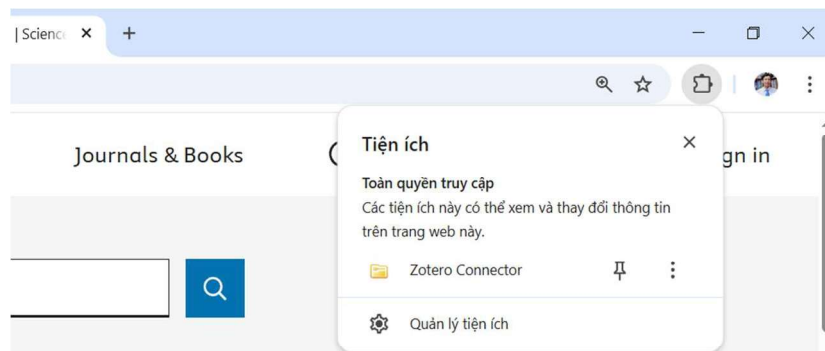 | Science
Journals & Books
gn in
Tiện ích
Toàn quyền truy cập
Các tiện ích này có thể xem và thay đổi thông tin
trên trang web này.
Zotero Connector
Quản lý tiện ích